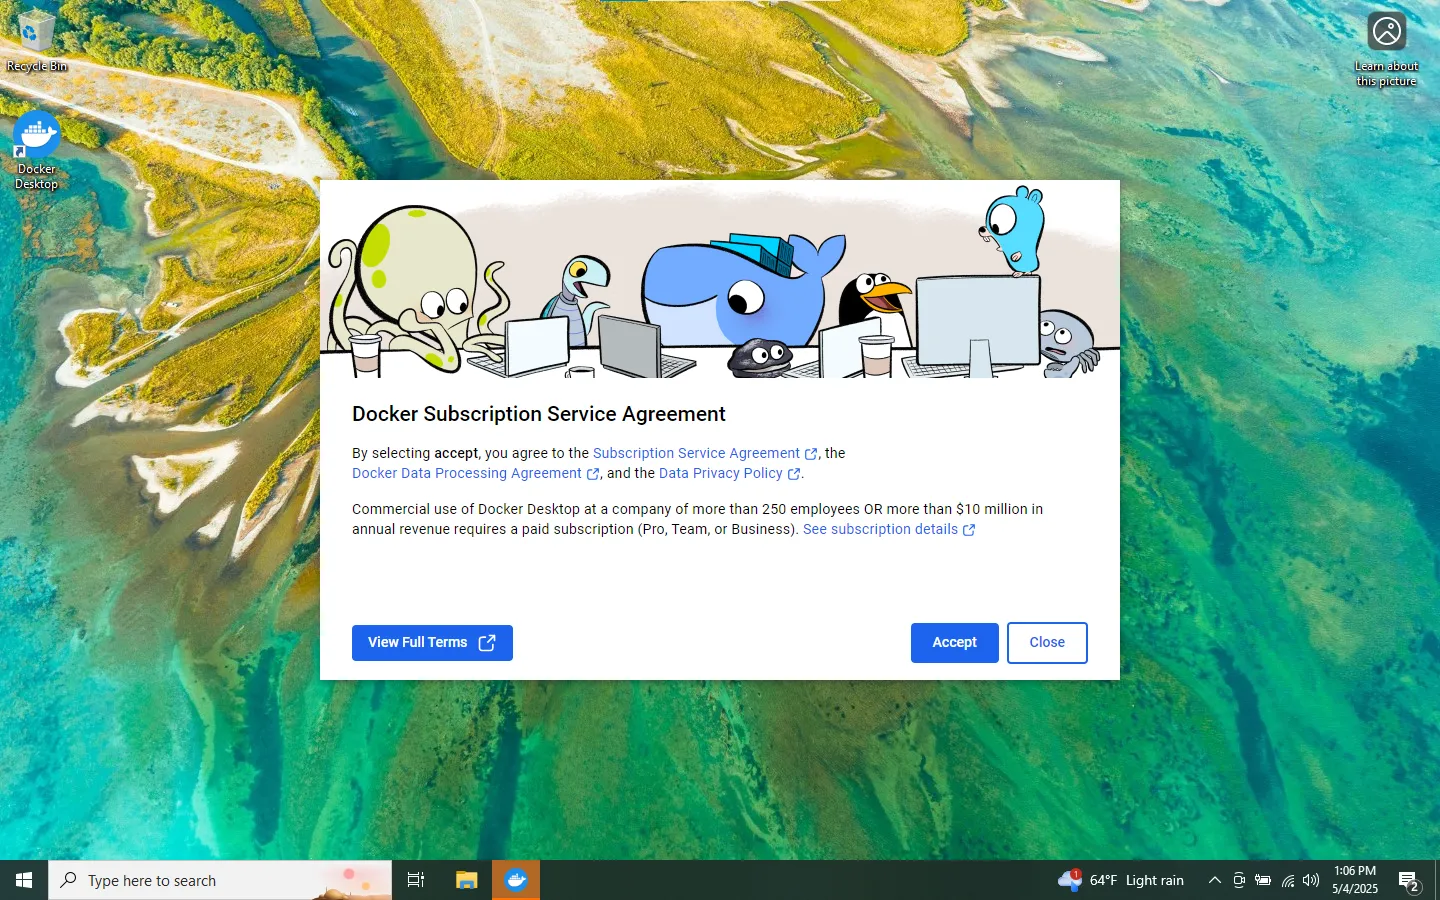 Recycle Bin
Learn about
this picture
Docker
Desktop
Docker Subscription Service Agreement
By selecting accept, you agree to the Subscription Service Agreement, the
Docker Data Processing Agreement, and the Data Privacy Policy.
Commercial use of Docker Desktop at a company of more than 250 employees OR more than $10 million in
annual revenue requires a paid subscription (Pro, Team, or Business). See subscription details
View Full Terms
Accept
Close
Type here to search
1
64°F Light rain
1:06 PM
5/4/2025
2